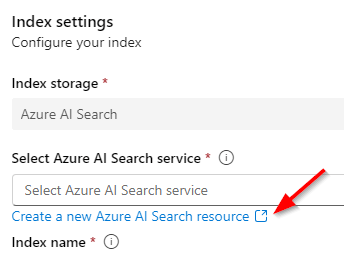 Index settings
Configure your index
Index storage *
Azure AI Search
Select Azure AI Search service *
Select Azure AI Search service
Create a new Azure AI Search resource
Index name *